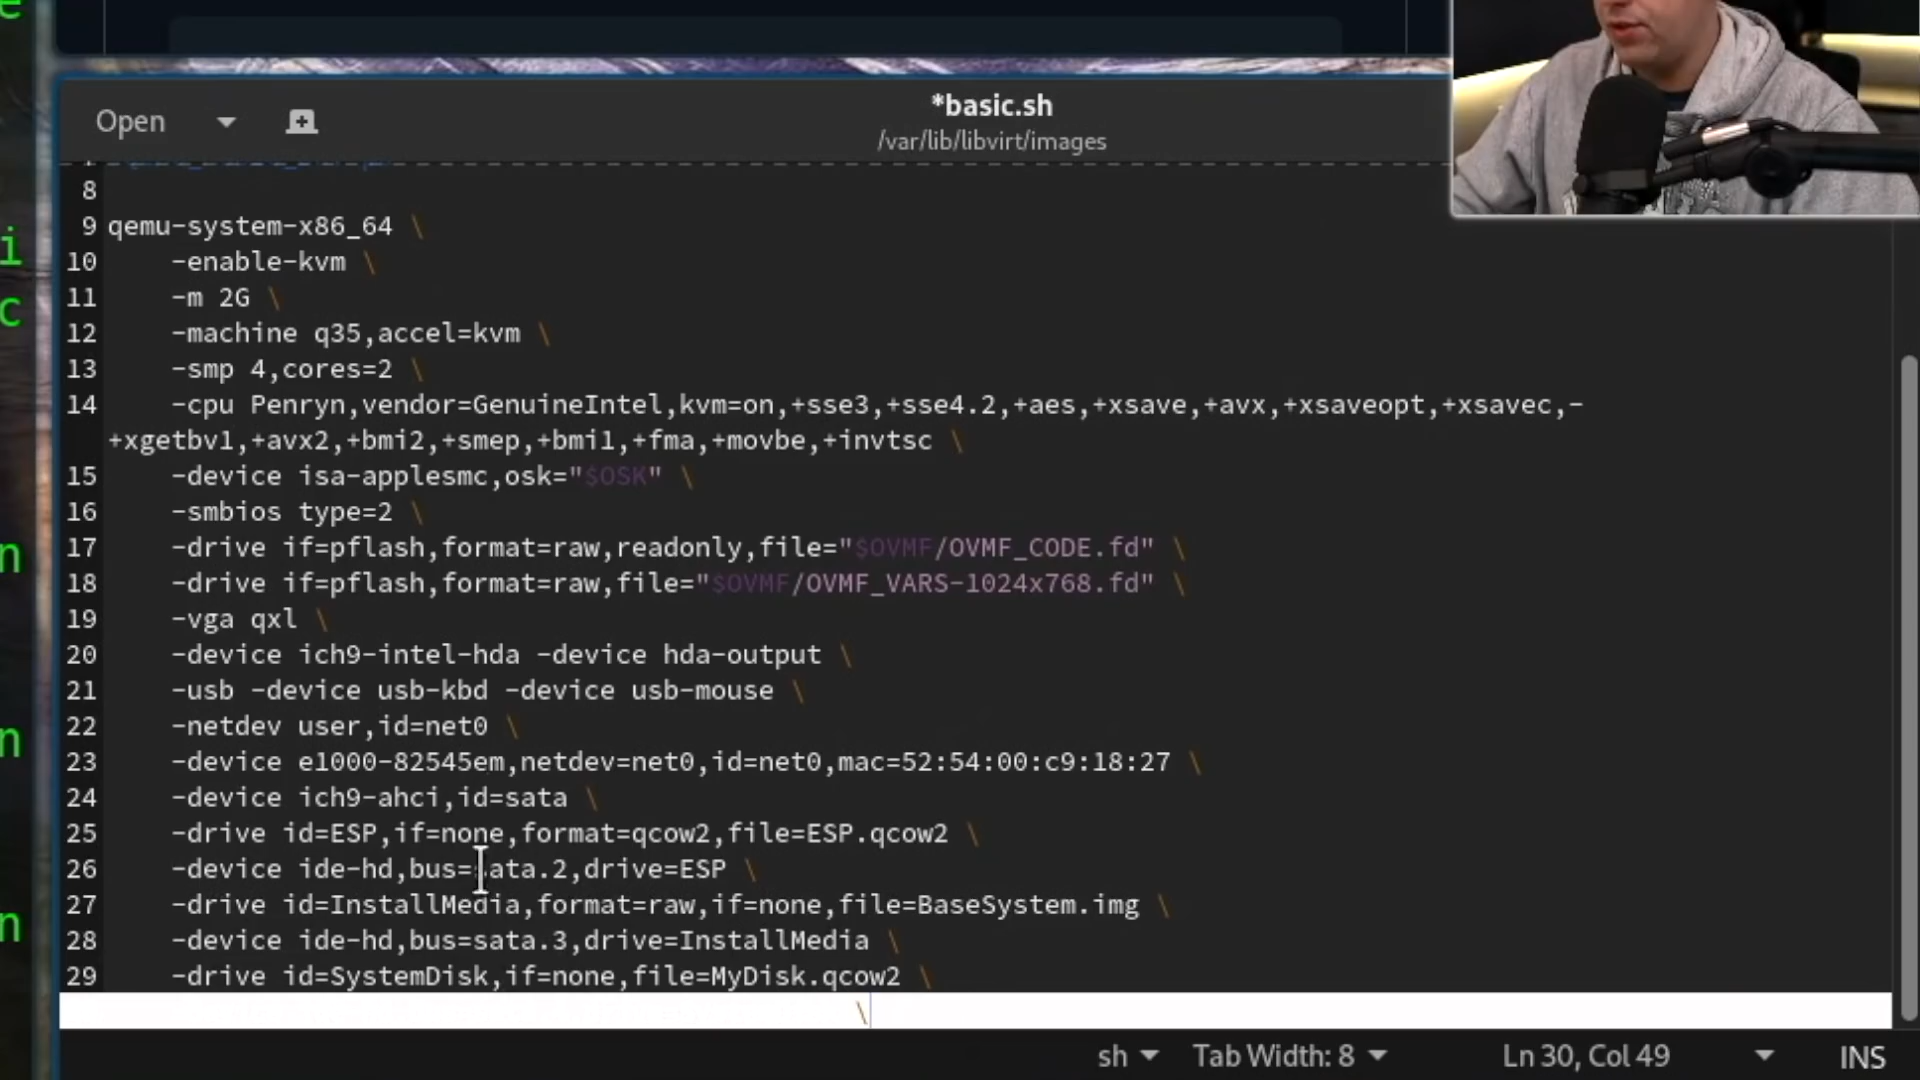 Open
*basic.sh
/var/lib/libvirt/images
8
9 qemu-system-x86_64 \
10 -enable-kvm \
11 -m 2G \
12 -machine q35,accel=kvm \
13 -smp 4,cores=2 \
14 -cpu Penryn,vendor=GenuineIntel,kvm=on,+sse3,+sse4.2,+aes,+xsave,+avx,+xsaveopt,+xsavec,-
+xgetbv1,+avx2,+bmi2,+smep,+bmi1,+fma,+movbe,+invtsc \
15 -device isa-applesmc,osk="$OSK" \
16 -smbios type=2 \
17 -drive if=pflash,format=raw,readonly,file="$OVMF/OVMF_CODE.fd" \
18 -drive if=pflash,format=raw,file="$OVMF/OVMF_VARS-1024x768.fd" \
19 -vga qxl \
20 -device ich9-intel-hda -device hda-output \
21 -usb -device usb-kbd -device usb-mouse \
22 -netdev user,id=net0 \
23 -device e1000-82545em,netdev=net0,id=net0,mac=52:54:00:c9:18:27 \
24 -device ich9-ahci,id=sata \
25 -drive id=ESP,if=none,format=qcow2,file=ESP.qcow2 \
26 -device ide-hd,bus=sata.2,drive=ESP \
27 -drive id=InstallMedia,format=raw,if=none,file=BaseSystem.img \
28 -device ide-hd,bus=sata.3,drive=InstallMedia \
29 -drive id=SystemDisk,if=none,file=MyDisk.qcow2 \
\
sh Tab Width: 8 Ln 30, Col 49 INS
i
c
n
n
n